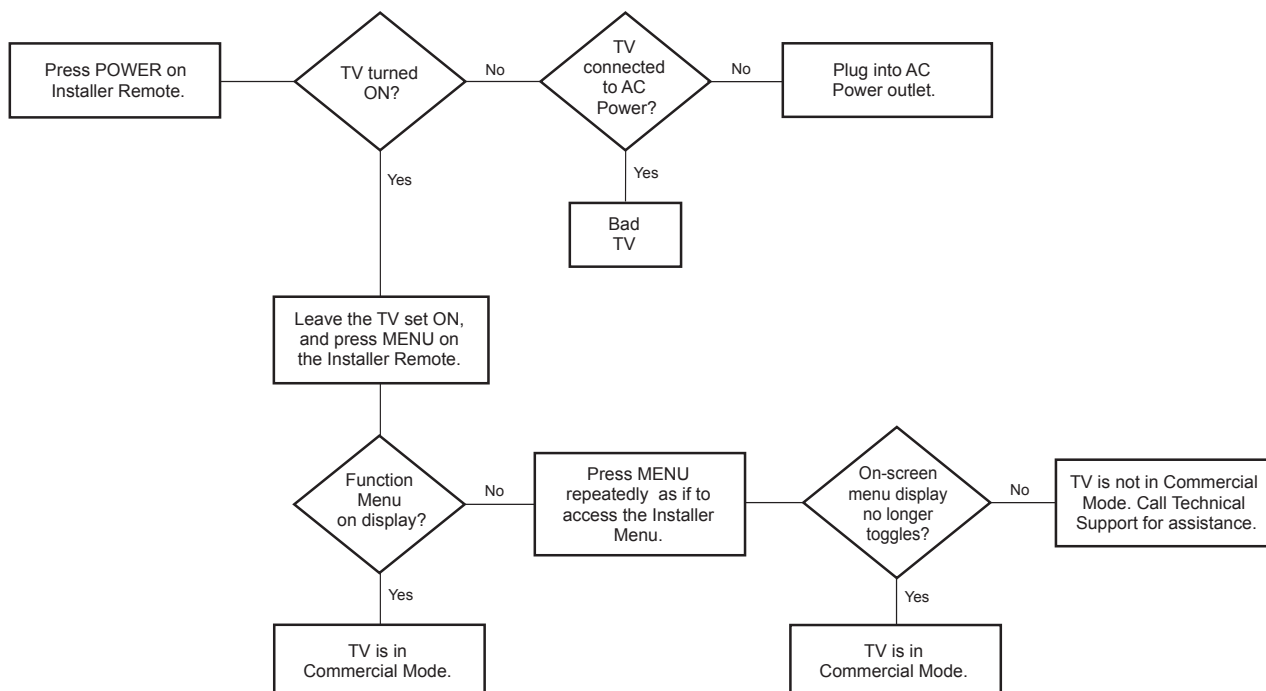 Press POWER on
Installer Remote.
TV turned
ON?
No
TV
connected
to AC
Power?
No
Plug into AC
Power outlet.
Yes
Yes
Bad
TV
Leave the TV set ON,
and press MENU on
the Installer Remote.
Function
Menu
on display?
No
Press MENU
repeatedly as if to
access the Installer
Menu.
On-screen
menu display
no longer
toggles?
No
TV is not in Commercial
Mode. Call Technical
Support for assistance.
Yes
TV is in
Commercial Mode.
Yes
TV is in
Commercial Mode.